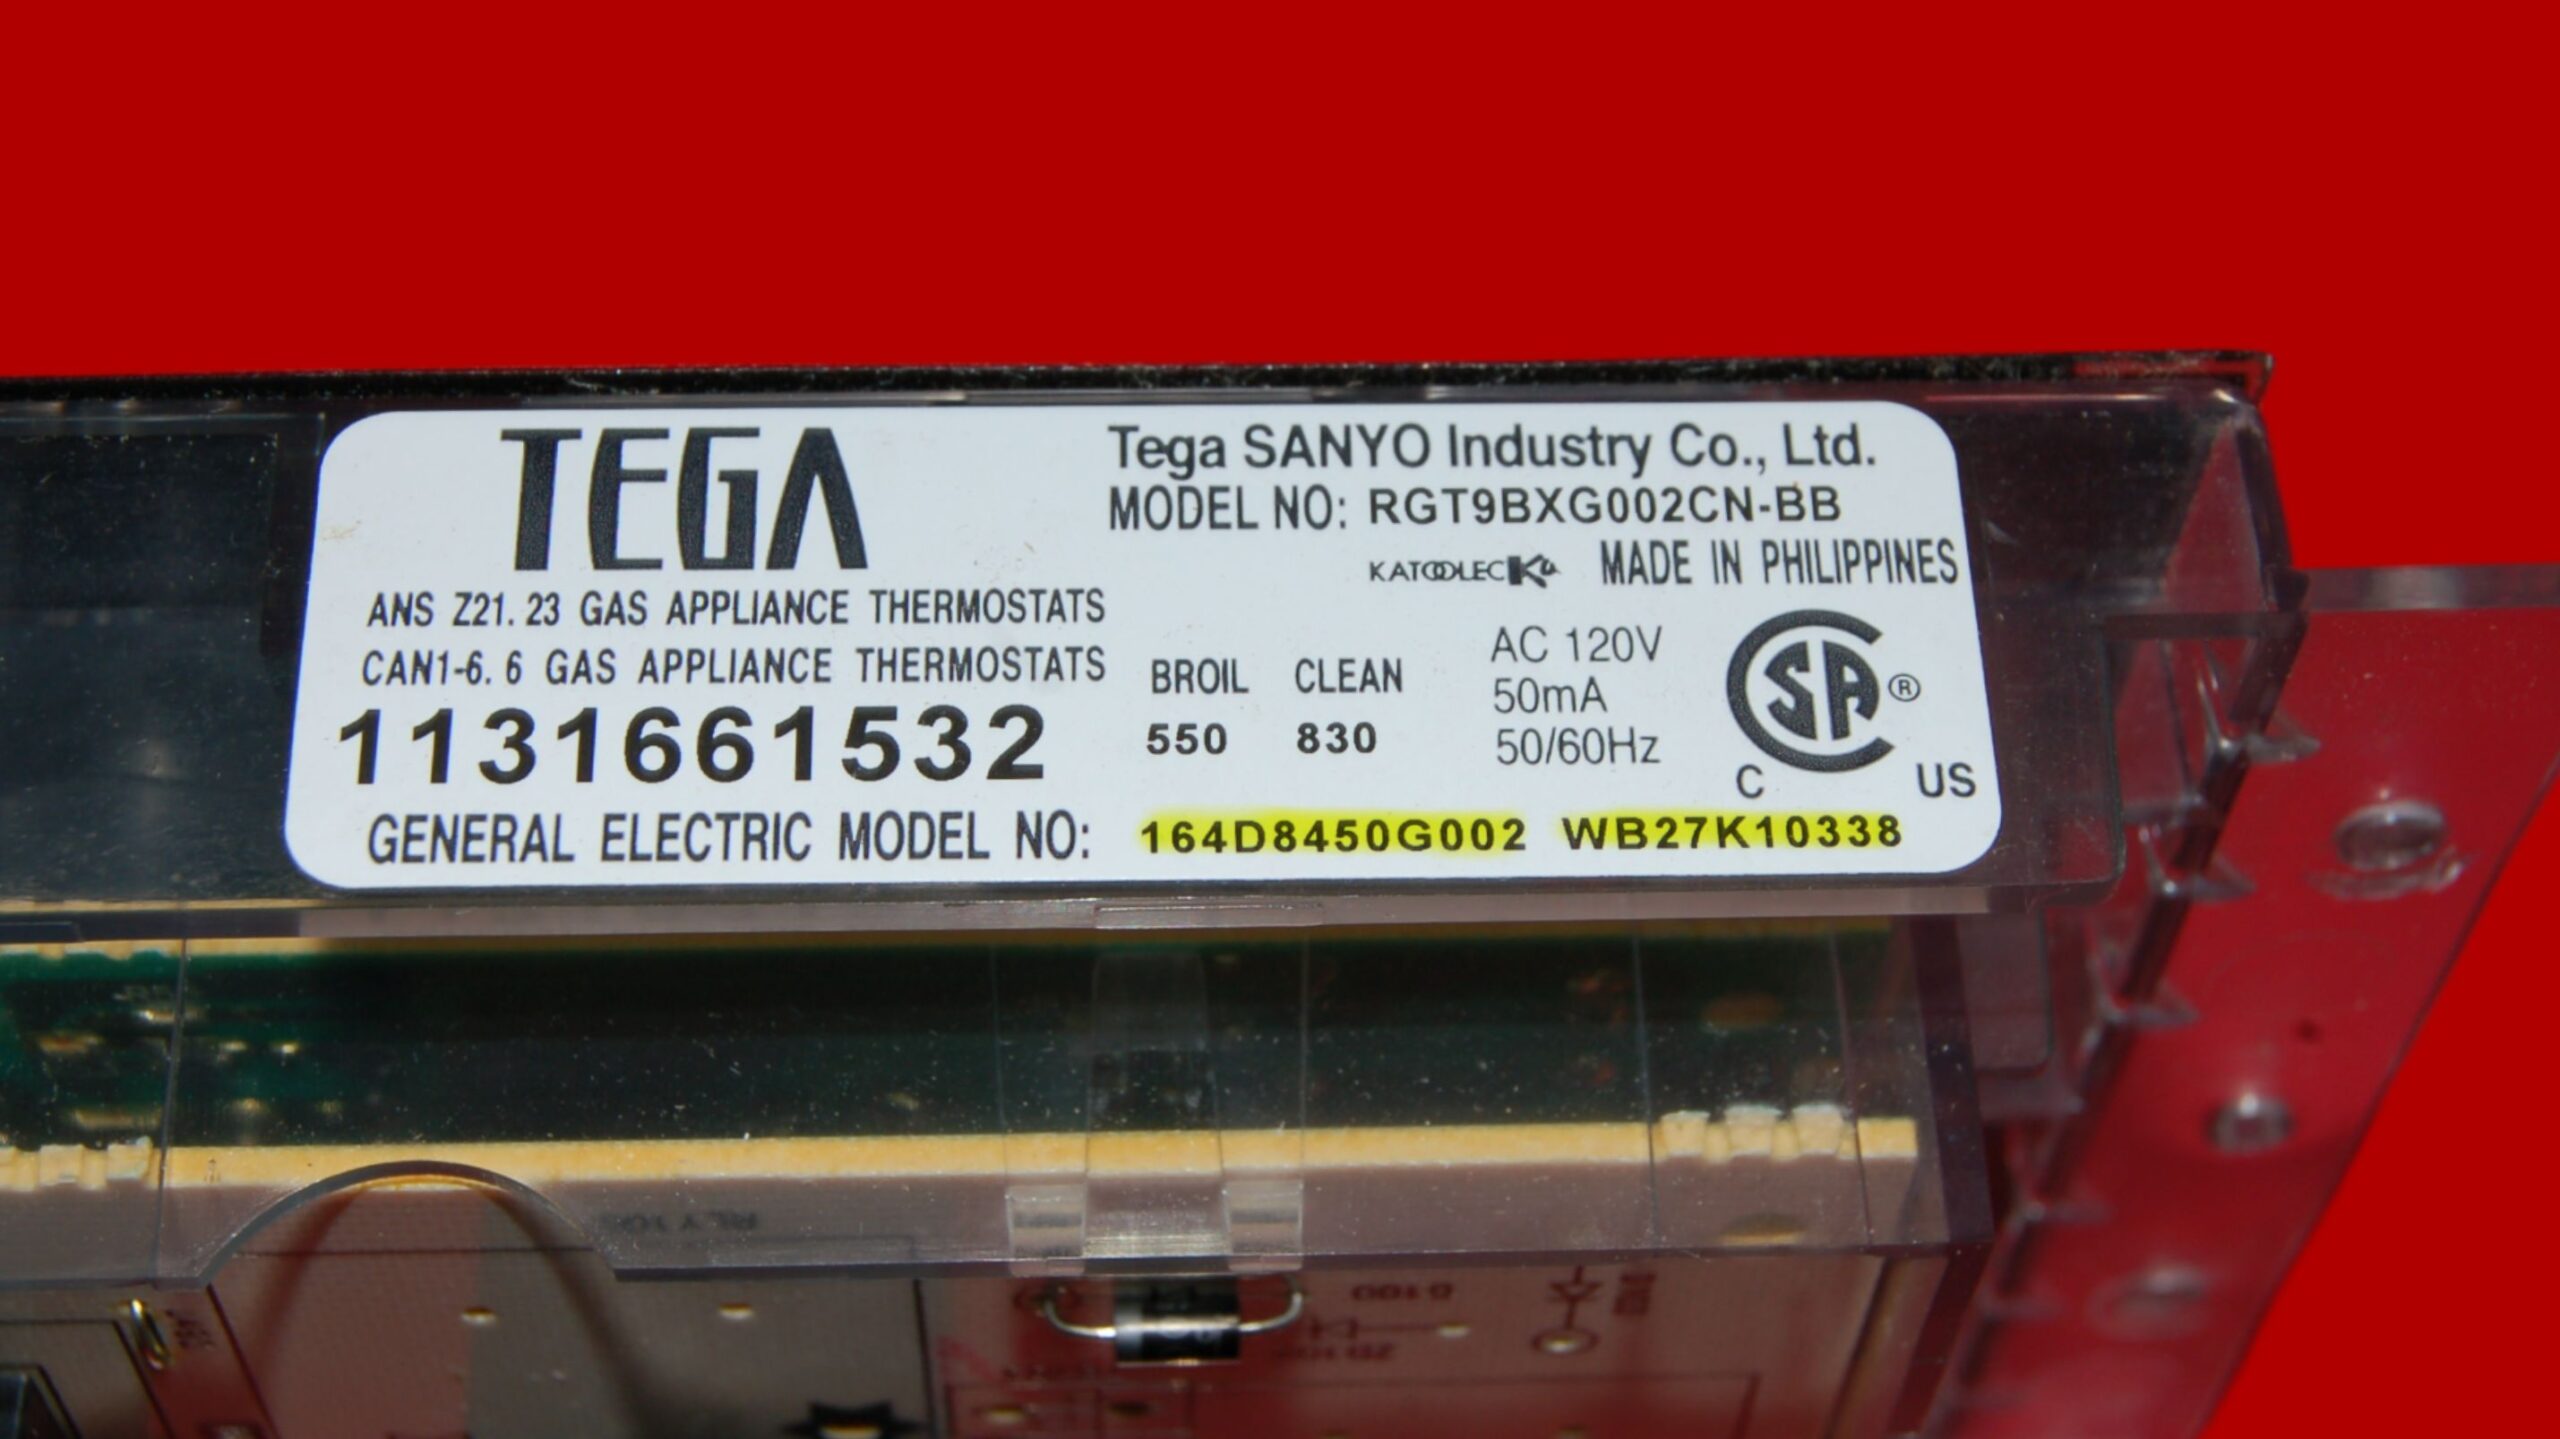 TEGA
Tega SANYO Industry Co., Ltd.
MODEL NO: RGT9BXG002CN-BB
KATOOLEC MADE IN PHILIPPINES
ANS Z21.23 GAS APPLIANCE THERMOSTATS
CAN1-6.6 GAS APPLIANCE THERMOSTATS
1131661532
BROIL CLEAN
550 830
AC 120V
50mA
50/60Hz
SA ®
C US
GENERAL ELECTRIC MODEL NO: 164D8450G002 WB27K10338